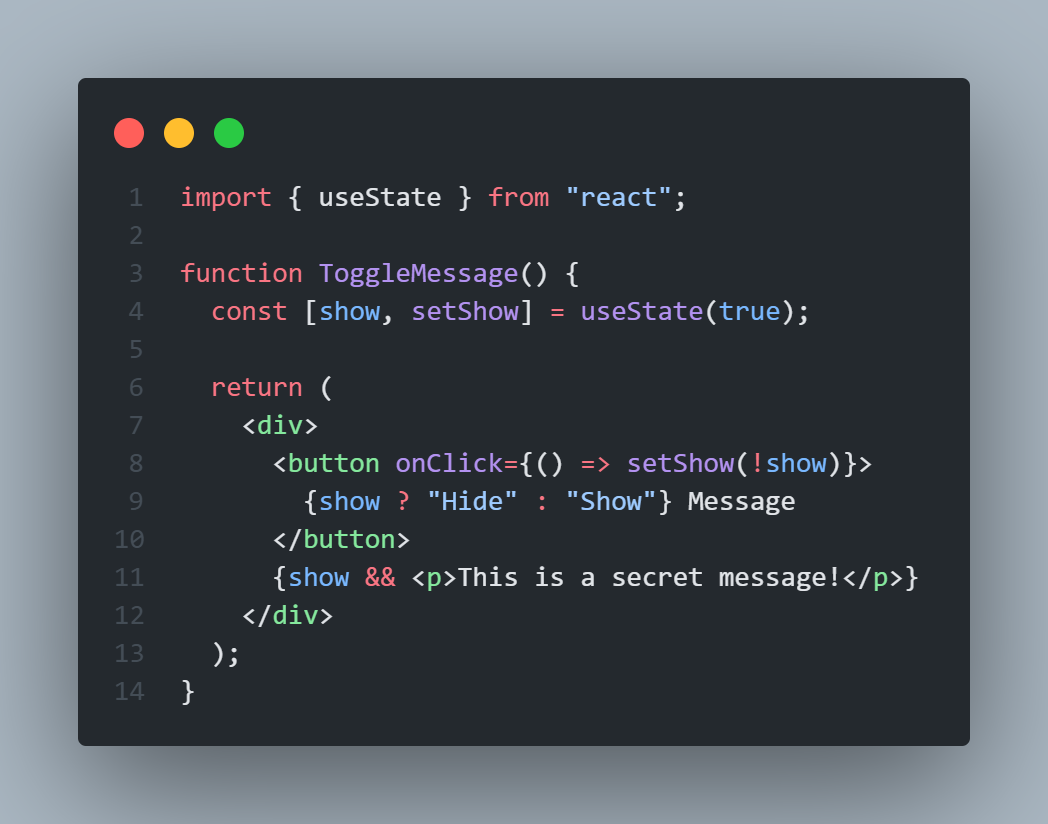 1 import { useState } from "react";
2
3 function ToggleMessage() {
4   const [show, setShow] = useState(true);
5
6   return (
7     <div>
8       <button onClick={() => setShow(!show)}>
9         {show ? "Hide" : "Show"} Message
10       </button>
11       {show && <p>This is a secret message!</p>}
12     </div>
13   );
14 }